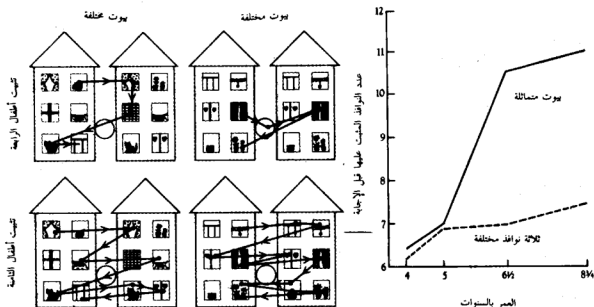 بيوت مختلفة
بيوت مختلفة
تثبيت أطفال الرابعة
تثبيت أطفال الثامنة
عدد النوافذ المثبت عليها قبل الإجابة
12
11
10
9
8
7
6
بيوت متماثلة
ثلاثة نوافذ مختلفة
4
5
6½
8¾
العمر بالسنوات